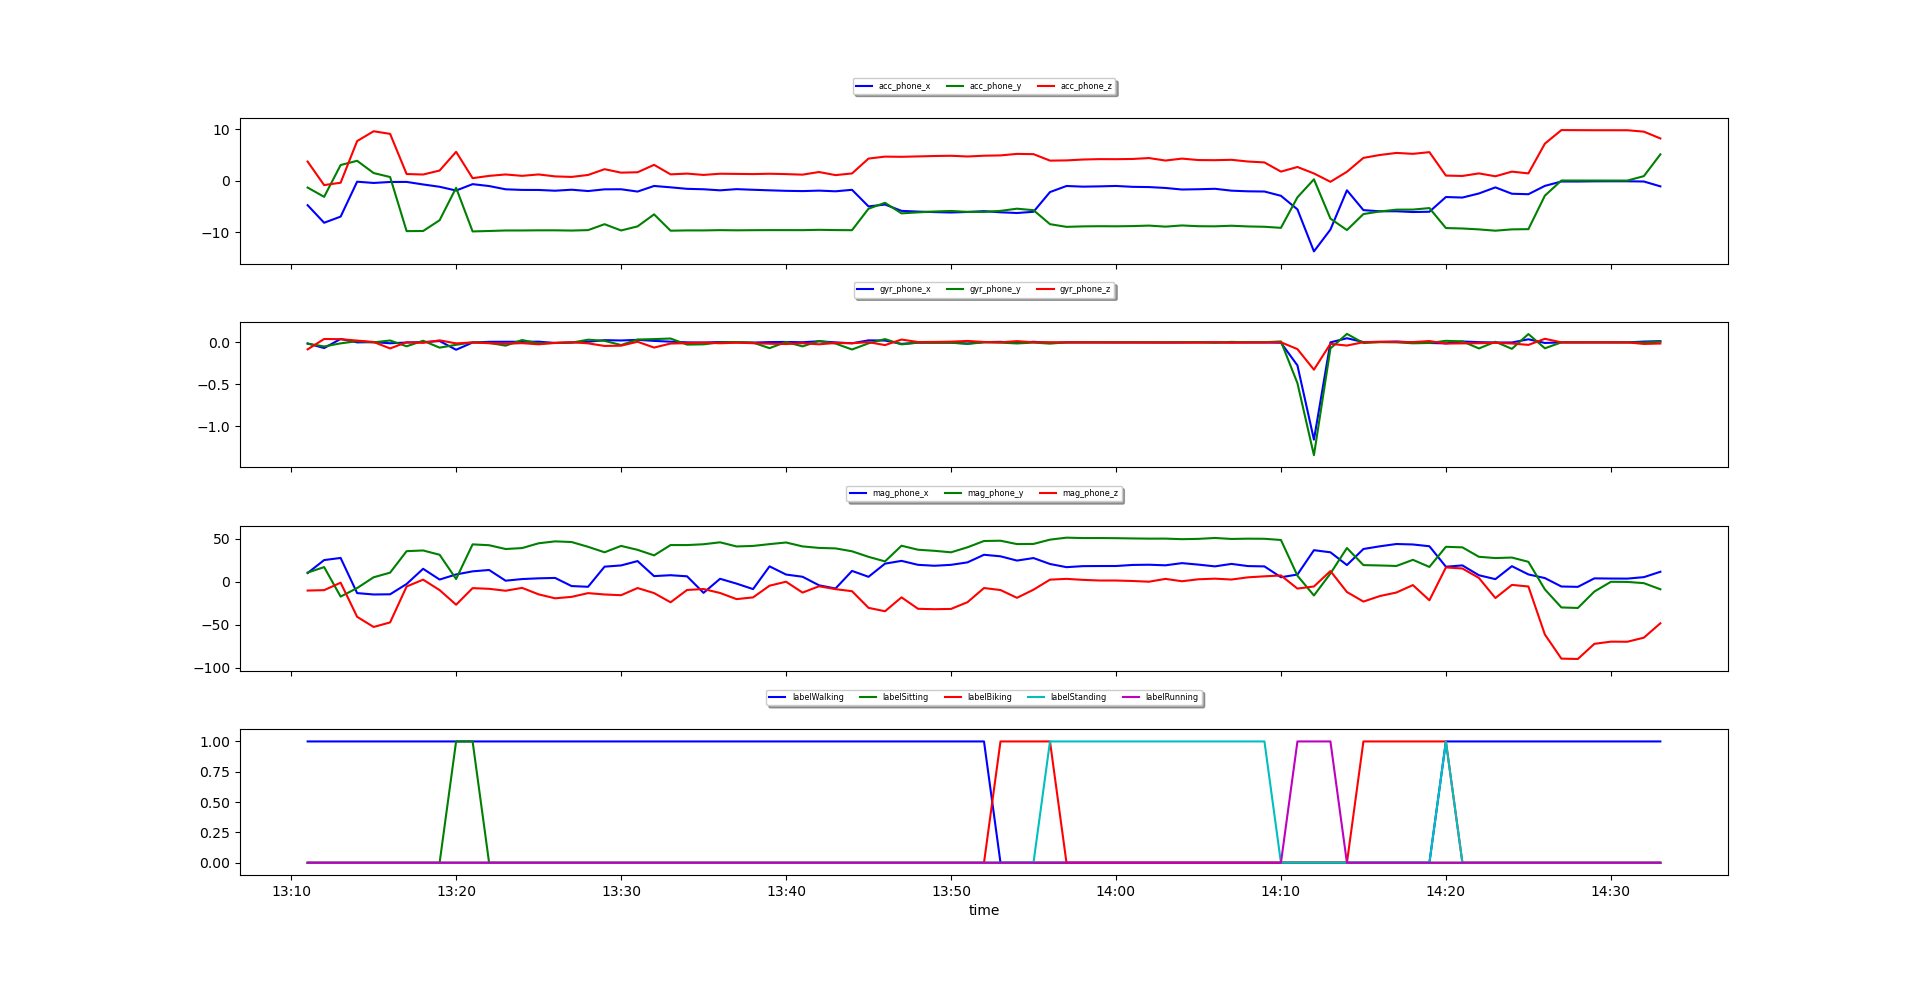 acc_phone_x acc_phone_y acc_phone_z
10
0
−10
gyr_phone_x gyr_phone_y gyr_phone_z
0.0
−0.5
−1.0
mag_phone_x mag_phone_y mag_phone_z
50
0
−50
−100
labelWalking labelSitting labelBiking labelStanding labelRunning
1.00
0.75
0.50
0.25
0.00
13:10 13:20 13:30 13:40 13:50 14:00 14:10 14:20 14:30
time